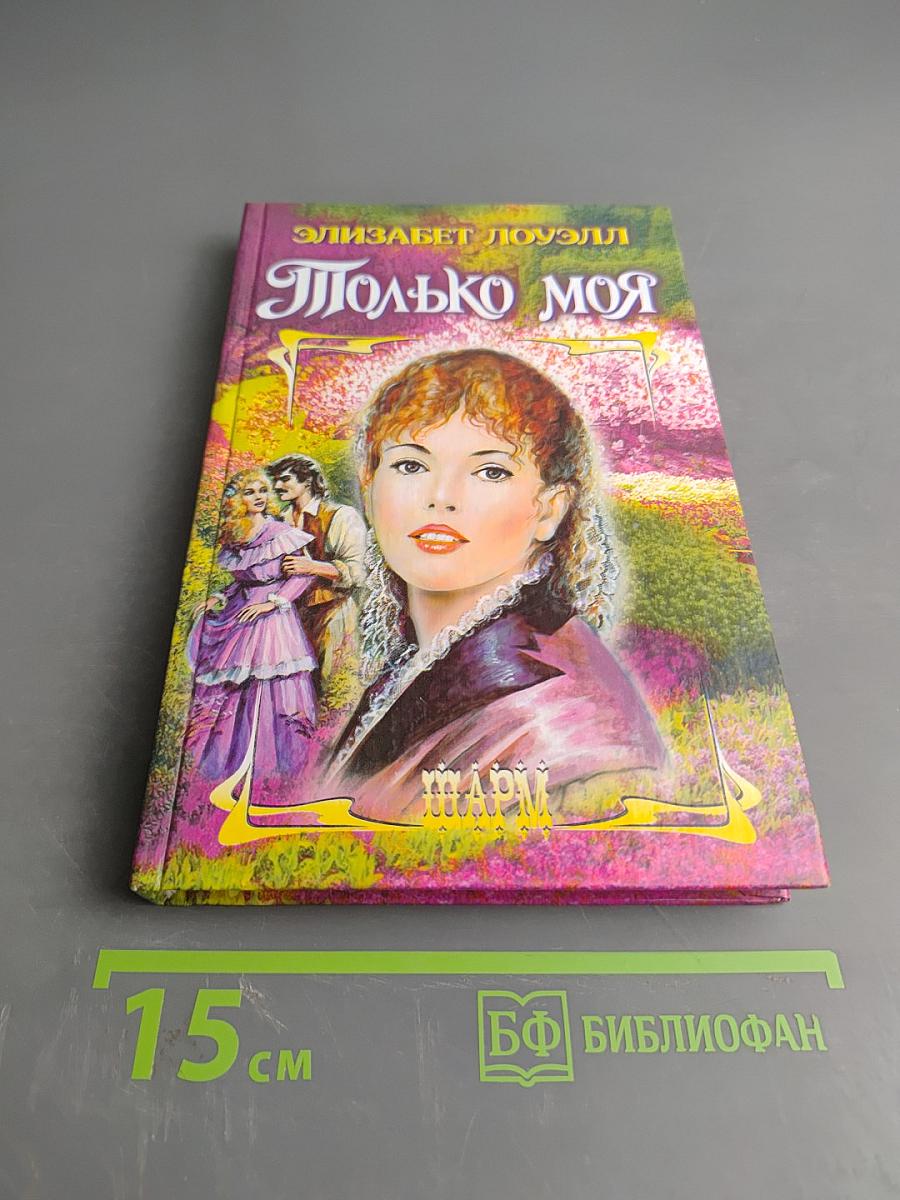 ЭЛИЗАБЕТ ЛОУЭЛЛ
Только моя
ШАРМ
15 см
БФ БИБЛИОФАН